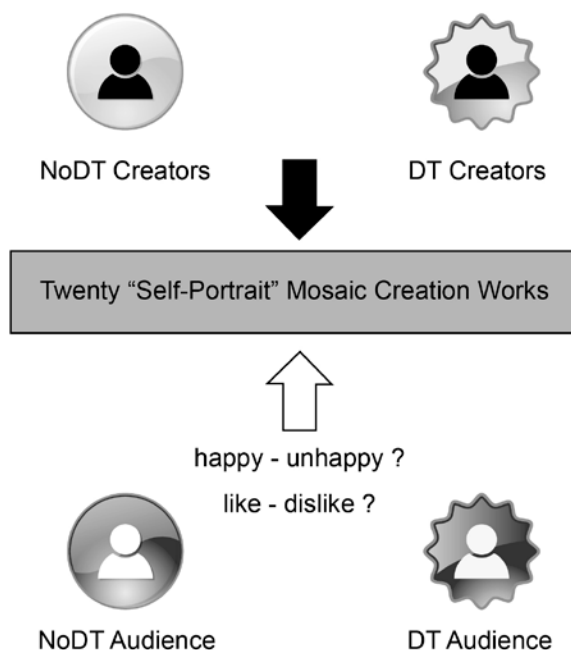 NoDT Creators
DT Creators
Twenty “Self-Portrait” Mosaic Creation Works
happy - unhappy ?
like - dislike ?
NoDT Audience
DT Audience